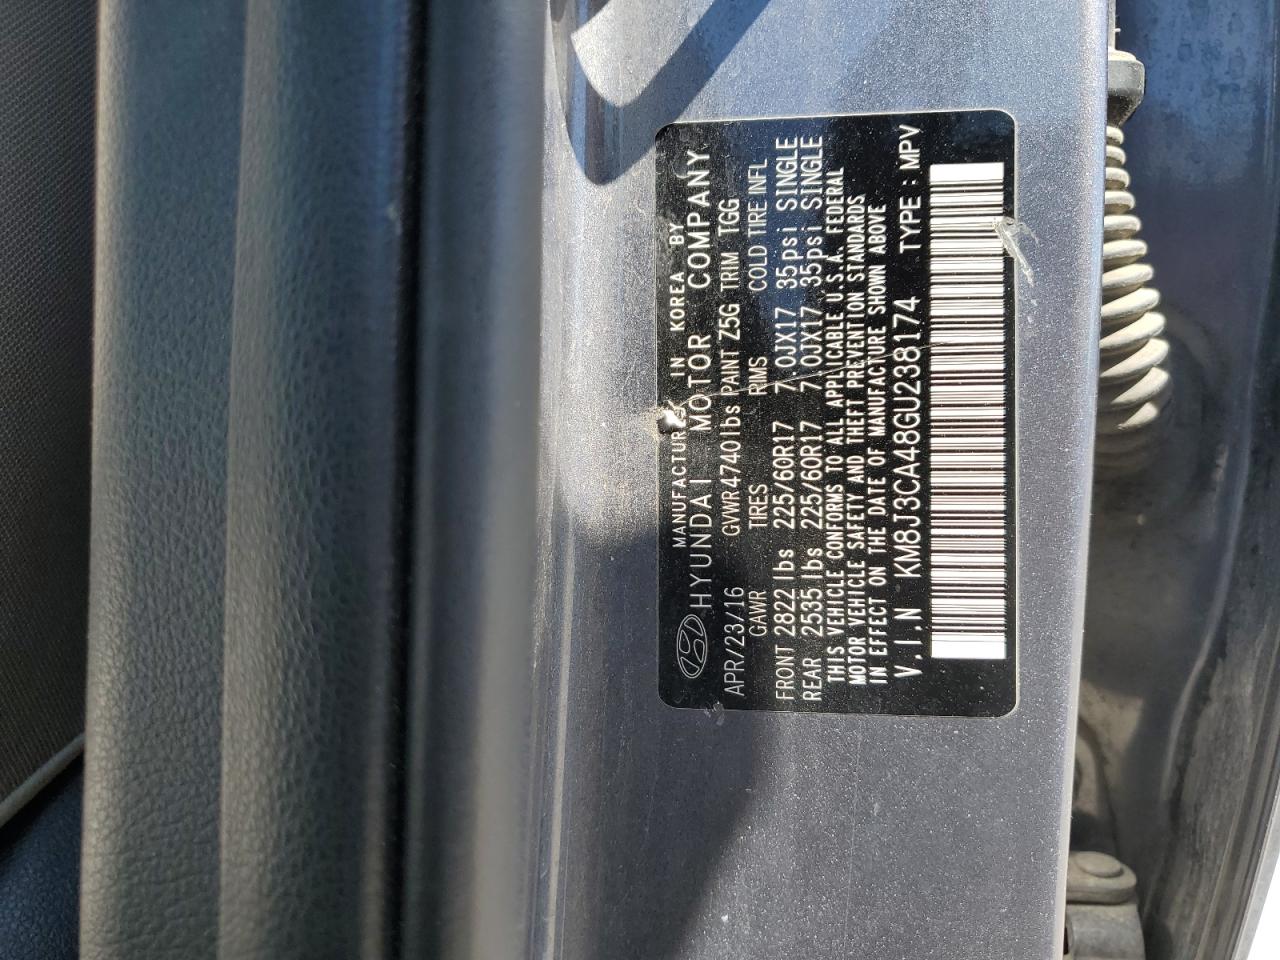 MANUFACTURED IN KOREA BY
HYUNDAI MOTOR COMPANY
APR/23/16 GVWR4740lbs PAINT Z5G TRIM TGG
GAWR TIRES RIMS COLD TIRE INFL
FRONT 2822 lbs 225/60R17 7.0JX17 35psi SINGLE
REAR 2535 lbs 225/60R17 7.0JX17 35psi SINGLE
THIS VEHICLE CONFORMS TO ALL APPLICABLE U.S.A. FEDERAL
MOTOR VEHICLE SAFETY AND THEFT PREVENTION STANDARDS
IN EFFECT ON THE DATE OF MANUFACTURE SHOWN ABOVE
V.I.N KM8J3CA48GU238174 TYPE : MPV